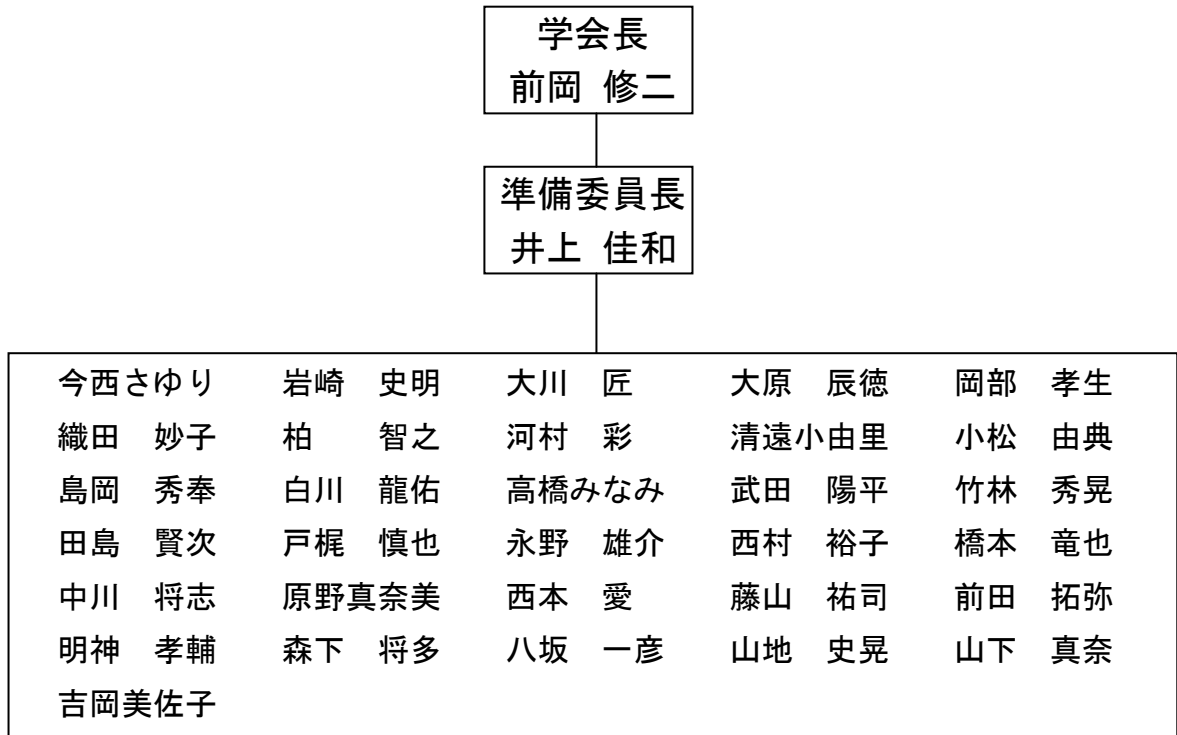 学会長
前岡 修二
準備委員長
井上 佳和
今西さゆり 岩崎 史明 大川 匠 大原 辰徳 岡部 孝生
織田 妙子 柏 智之 河村 彩 清遠小由里 小松 由典
島岡 秀奉 白川 龍佑 高橋みなみ 武田 陽平 竹林 秀晃
田島 賢次 戸梶 慎也 永野 雄介 西村 裕子 橋本 竜也
中川 将志 原野真奈美 西本 愛 藤山 祐司 前田 拓弥
明神 孝輔 森下 将多 八坂 一彦 山地 史晃 山下 真奈
吉岡美佐子